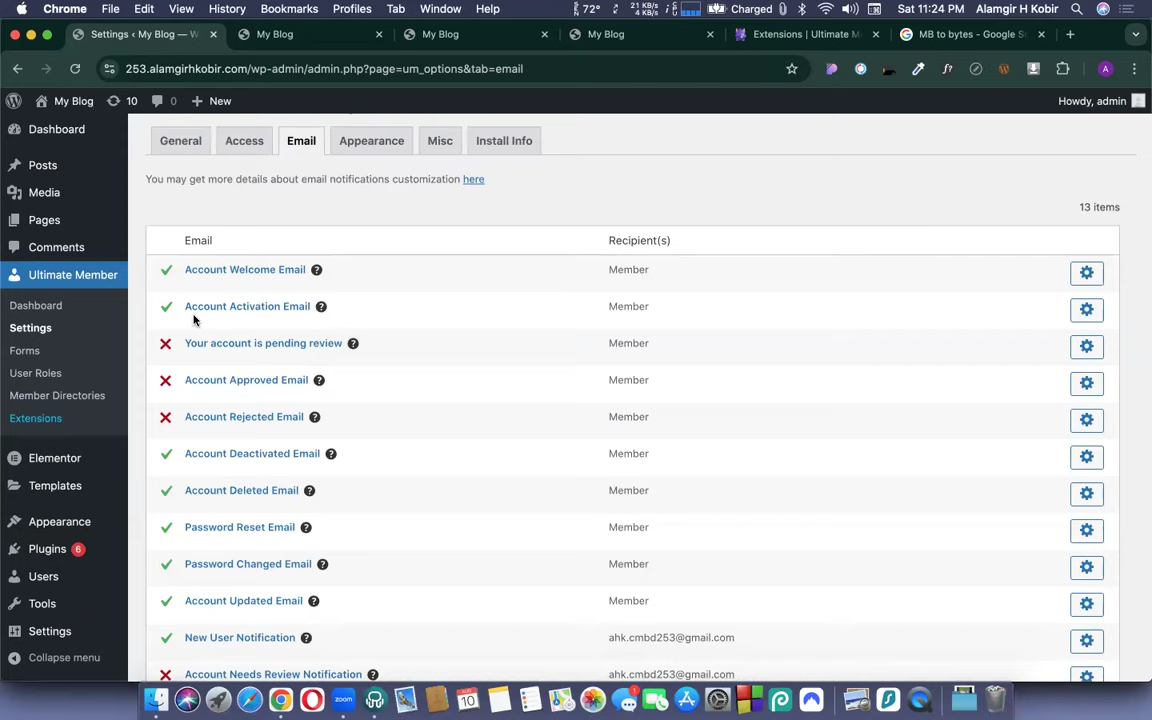 Chrome File Edit View History Bookmarks Profiles Tab Window Help 72° 21 KB 4 KB/s Charged Sat 11:24 PM Alamgir H Kobir
Settings ‹ My Blog — W My Blog My Blog My Blog Extensions | Ultimate M MB to bytes - Google S
253.alamgirhkobir.com/wp-admin/admin.php?page=um_options&tab=email A
My Blog 10 0 New Howdy, admin
Dashboard
Posts
Media
Pages
Comments
Ultimate Member
Dashboard
Settings
Forms
User Roles
Member Directories
Extensions
Elementor
Templates
Appearance
Plugins 6
Users
Tools
Settings
Collapse menu
General Access Email Appearance Misc Install Info
You may get more details about email notifications customization here
13 items
Email Recipient(s)
Account Welcome Email ? Member
Account Activation Email ? Member
Your account is pending review ? Member
Account Approved Email ? Member
Account Rejected Email ? Member
Account Deactivated Email ? Member
Account Deleted Email ? Member
Password Reset Email ? Member
Password Changed Email ? Member
Account Updated Email ? Member
New User Notification ? ahk.cmbd253@gmail.com
Account Needs Review Notification ? ahk.cmbd253@gmail.com
zoom 10 1